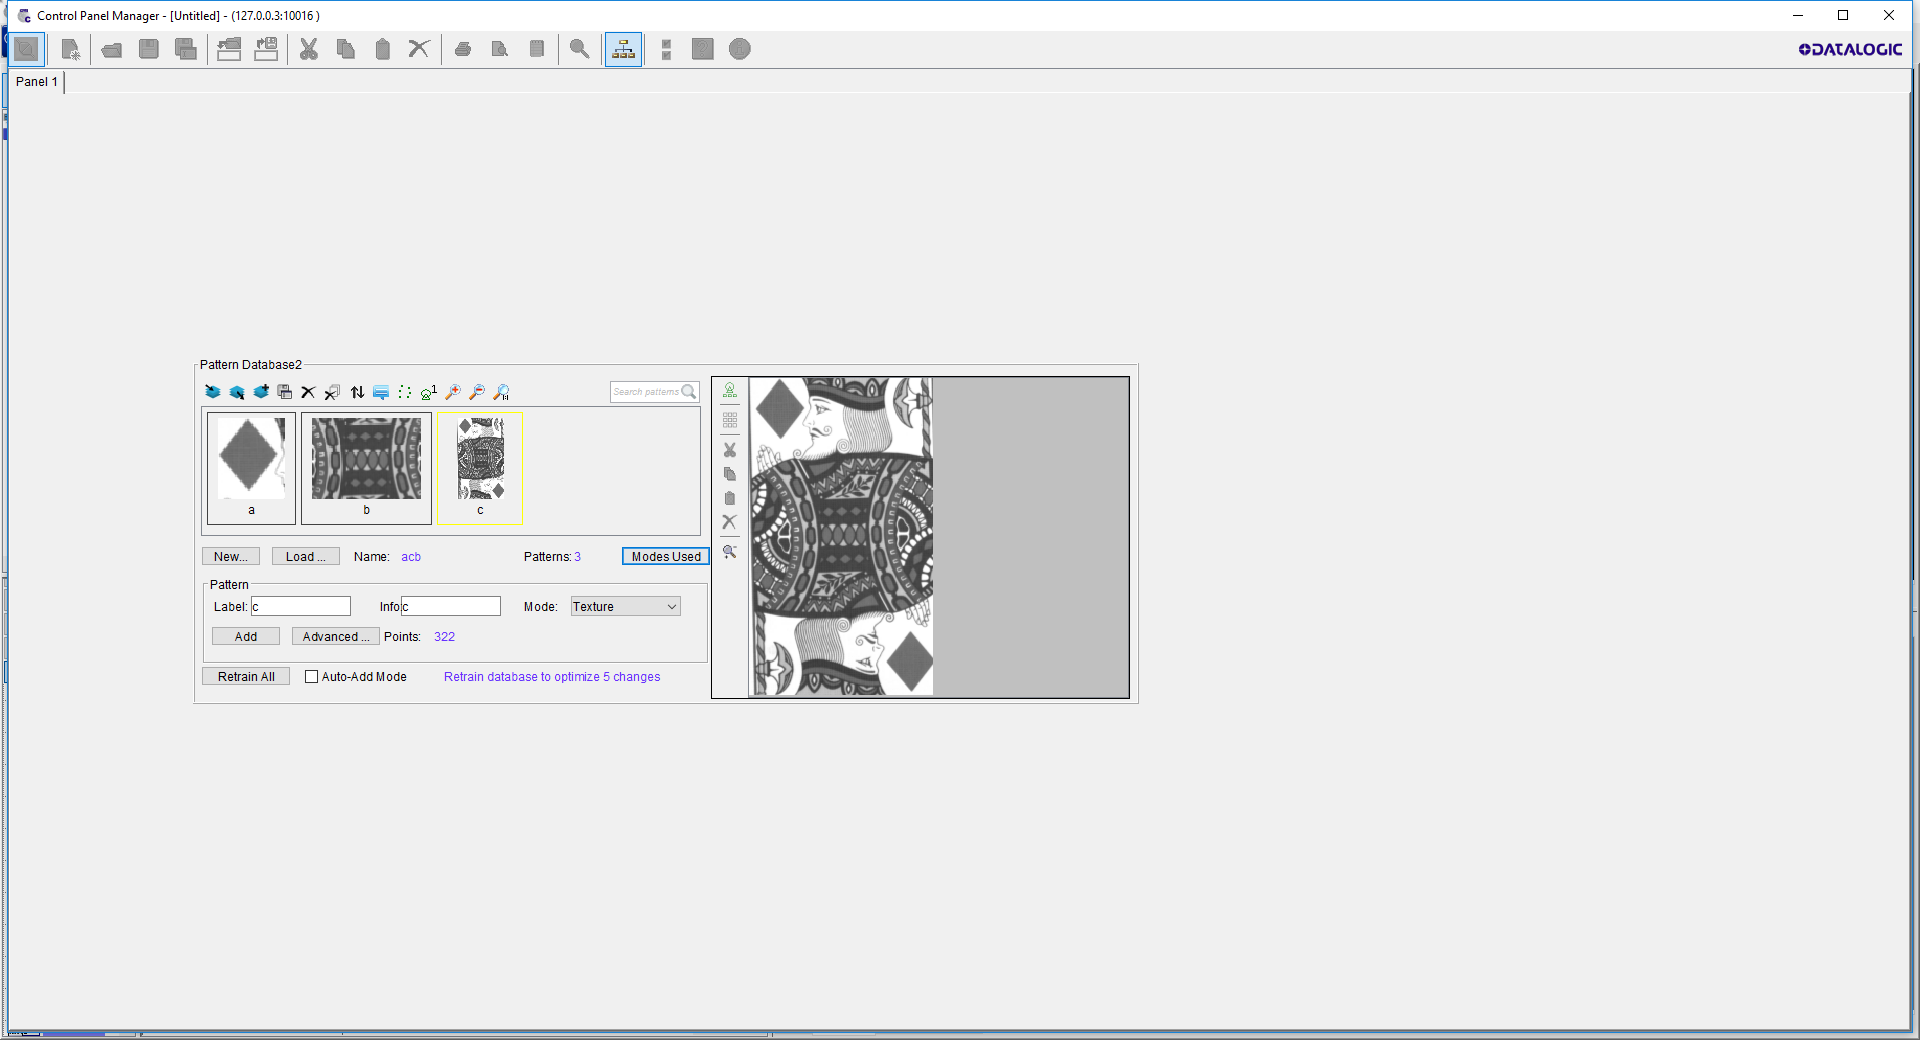 Control Panel Manager - [Untitled] - (127.0.0.3:10016 )
DATALOGIC
Panel 1
Pattern Database2
1
Search patterns
a
b
c
New...
Load ...
Name:
acb
Patterns:
3
Modes Used
Pattern
Label:
c
Info:
c
Mode:
Texture
Add
Advanced ...
Points:
322
Retrain All
Auto-Add Mode
Retrain database to optimize 5 changes